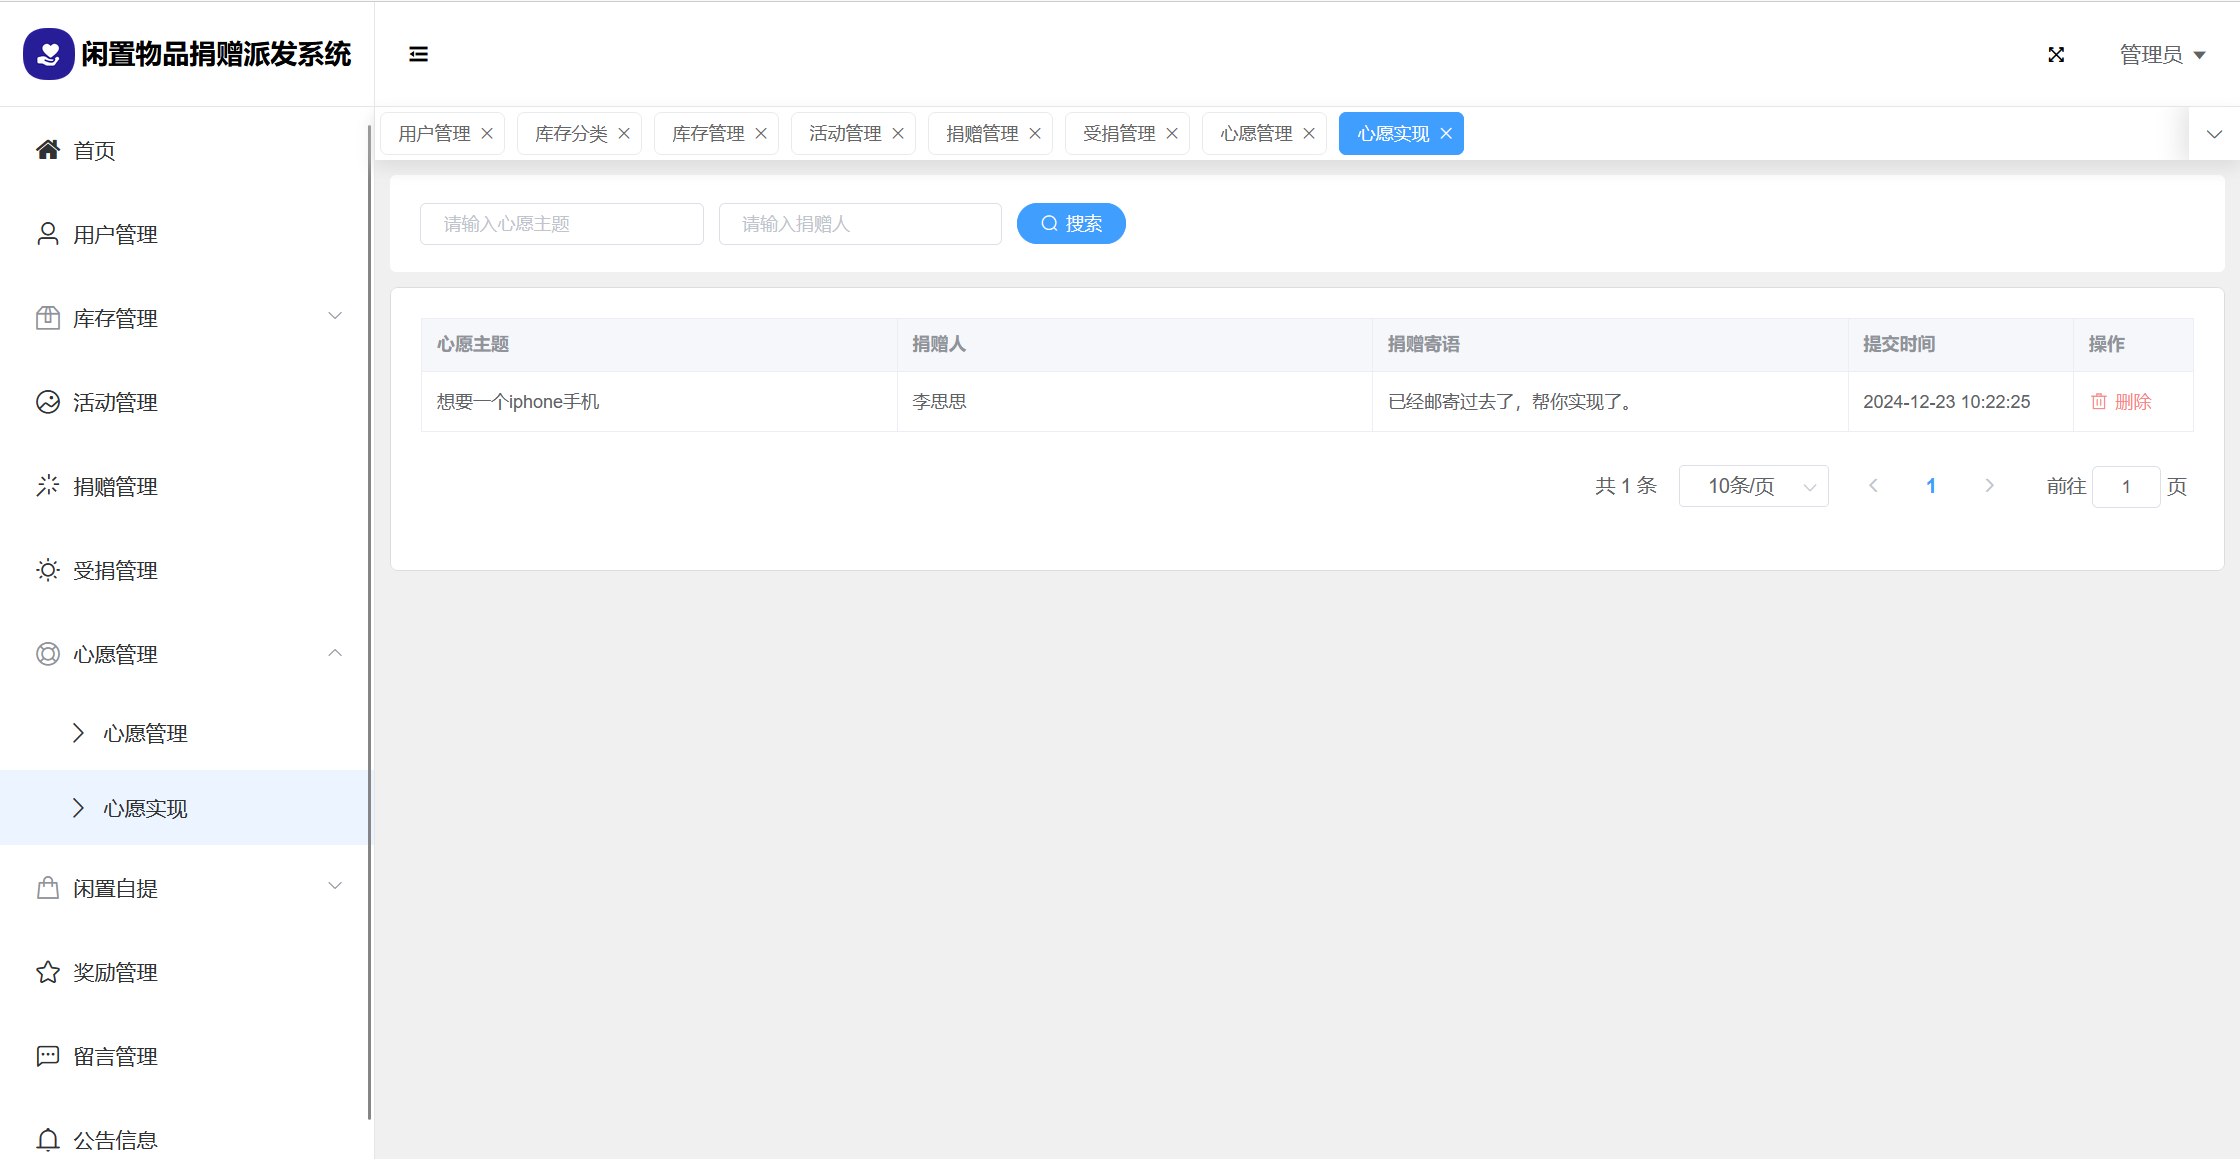 闲置物品捐赠派发系统
管理员
首页
用户管理
库存管理
活动管理
捐赠管理
受捐管理
心愿管理
心愿管理
心愿实现
闲置自提
奖励管理
留言管理
公告信息
用户管理 库存分类 库存管理 活动管理 捐赠管理 受捐管理 心愿管理 心愿实现
请输入心愿主题 请输入捐赠人 搜索
心愿主题 捐赠人 捐赠寄语 提交时间 操作
想要一个iphone手机 李思思 已经邮寄过去了，帮你实现了。 2024-12-23 10:22:25 删除
共 1 条 10条/页 1 前往 1 页